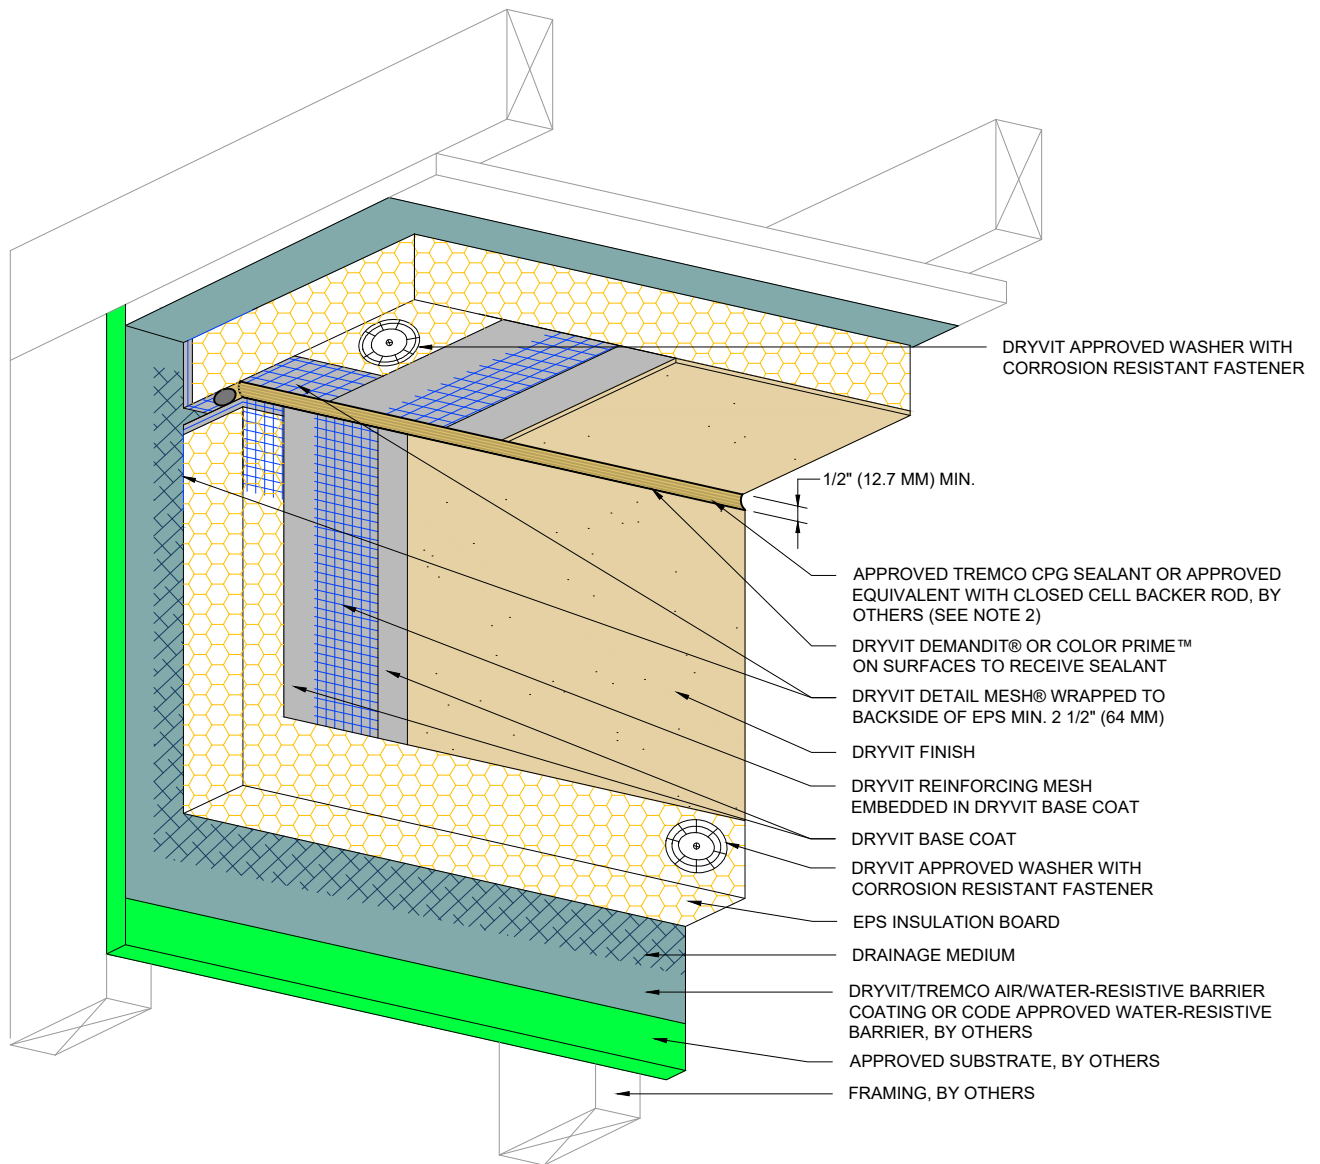 DRYVIT APPROVED WASHER WITH
CORROSION RESISTANT FASTENER
1/2" (12.7 MM) MIN.
APPROVED TREMCO CPG SEALANT OR APPROVED
EQUIVALENT WITH CLOSED CELL BACKER ROD, BY
OTHERS (SEE NOTE 2)
DRYVIT DEMANDIT® OR COLOR PRIME™
ON SURFACES TO RECEIVE SEALANT
DRYVIT DETAIL MESH® WRAPPED TO
BACKSIDE OF EPS MIN. 2 1/2" (64 MM)
DRYVIT FINISH
DRYVIT REINFORCING MESH
EMBEDDED IN DRYVIT BASE COAT
DRYVIT BASE COAT
DRYVIT APPROVED WASHER WITH
CORROSION RESISTANT FASTENER
EPS INSULATION BOARD
DRAINAGE MEDIUM
DRYVIT/TREMCO AIR/WATER-RESISTIVE BARRIER
COATING OR CODE APPROVED WATER-RESISTIVE
BARRIER, BY OTHERS
APPROVED SUBSTRATE, BY OTHERS
FRAMING, BY OTHERS